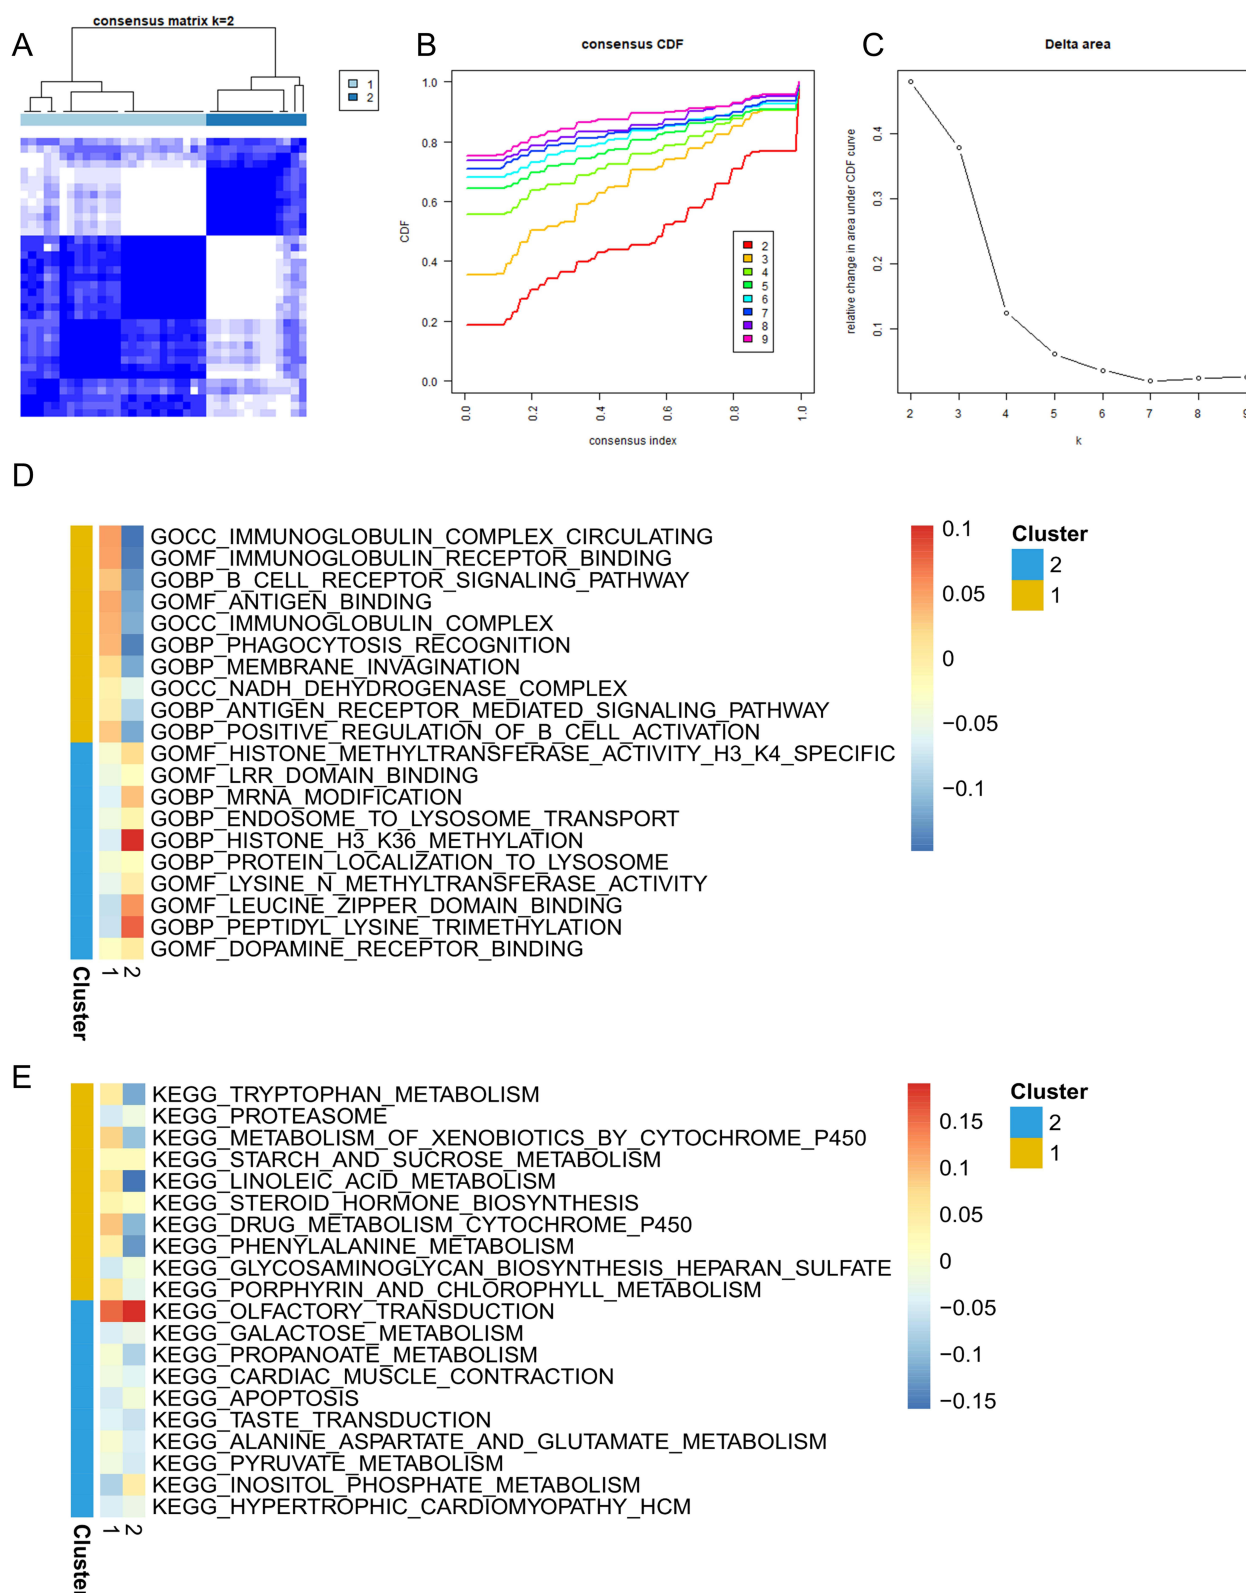 A
consensus matrix k=2
1
2
B
consensus CDF
CDF
1.0
0.8
0.6
0.4
0.2
0.0
2
3
4
5
6
7
8
9
0.0
0.2
0.4
0.6
0.8
1.0
consensus index
C
Delta area
relative change in area under CDF curve
0.4
0.3
0.2
0.1
2
3
4
5
6
7
8
9
k
D
GOCC_IMMUNOGLOBULIN_COMPLEX_CIRCULATING
GOMF_IMMUNOGLOBULIN_RECEPTOR_BINDING
GOBP_B_CELL_RECEPTOR_SIGNALING_PATHWAY
GOMF_ANTIGEN_BINDING
GOCC_IMMUNOGLOBULIN_COMPLEX
GOBP_PHAGOCYTOSIS_RECOGNITION
GOBP_MEMBRANE_INVAGINATION
GOCC_NADH_DEHYDROGENASE_COMPLEX
GOBP_ANTIGEN_RECEPTOR_MEDIATED_SIGNALING_PATHWAY
GOBP_POSITIVE_REGULATION_OF_B_CELL_ACTIVATION
GOMF_HISTONE_METHYLTRANSFERASE_ACTIVITY_H3_K4_SPECIFIC
GOMF_LRR_DOMAIN_BINDING
GOBP_MRNA_MODIFICATION
GOBP_ENDOSOME_TO_LYSOSOME_TRANSPORT
GOBP_HISTONE_H3_K36_METHYLATION
GOBP_PROTEIN_LOCALIZATION_TO_LYSOSOME
GOMF_LYSINE_N_METHYLTRANSFERASE_ACTIVITY
GOMF_LEUCINE_ZIPPER_DOMAIN_BINDING
GOBP_PEPTIDYL_LYSINE_TRIMETHYLATION
GOMF_DOPAMINE_RECEPTOR_BINDING
Cluster
1
2
0.1
0.05
0
−0.05
−0.1
Cluster
2
1
E
KEGG_TRYPTOPHAN_METABOLISM
KEGG_PROTEASOME
KEGG_METABOLISM_OF_XENOBIOTICS_BY_CYTOCHROME_P450
KEGG_STARCH_AND_SUCROSE_METABOLISM
KEGG_LINOLEIC_ACID_METABOLISM
KEGG_STEROID_HORMONE_BIOSYNTHESIS
KEGG_DRUG_METABOLISM_CYTOCHROME_P450
KEGG_PHENYLALANINE_METABOLISM
KEGG_GLYCOSAMINOGLYCAN_BIOSYNTHESIS_HEPARAN_SULFATE
KEGG_PORPHYRIN_AND_CHLOROPHYLL_METABOLISM
KEGG_OLFACTORY_TRANSDUCTION
KEGG_GALACTOSE_METABOLISM
KEGG_PROPANOATE_METABOLISM
KEGG_CARDIAC_MUSCLE_CONTRACTION
KEGG_APOPTOSIS
KEGG_TASTE_TRANSDUCTION
KEGG_ALANINE_ASPARTATE_AND_GLUTAMATE_METABOLISM
KEGG_PYRUVATE_METABOLISM
KEGG_INOSITOL_PHOSPHATE_METABOLISM
KEGG_HYPERTROPHIC_CARDIOMYOPATHY_HCM
Cluster
1
2
0.15
0.1
0.05
0
−0.05
−0.1
−0.15
Cluster
2
1